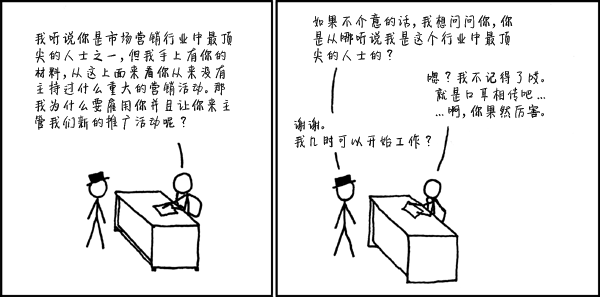 我听说你是市场营销行业中最顶
尖的人士之一，但我手上有你的
材料，从这上面来看你从来没有
主持过什么重大的营销活动。那
我为什么要雇佣你并且让你来主
管我们新的推广活动呢？
如果不介意的话，我想问问你，你
是从哪听说我是这个行业中最顶
尖的人士的？
嗯？我不记得了哎。
就是口耳相传吧...
...啊，你果然厉害。
谢谢。
我几时可以开始工作？